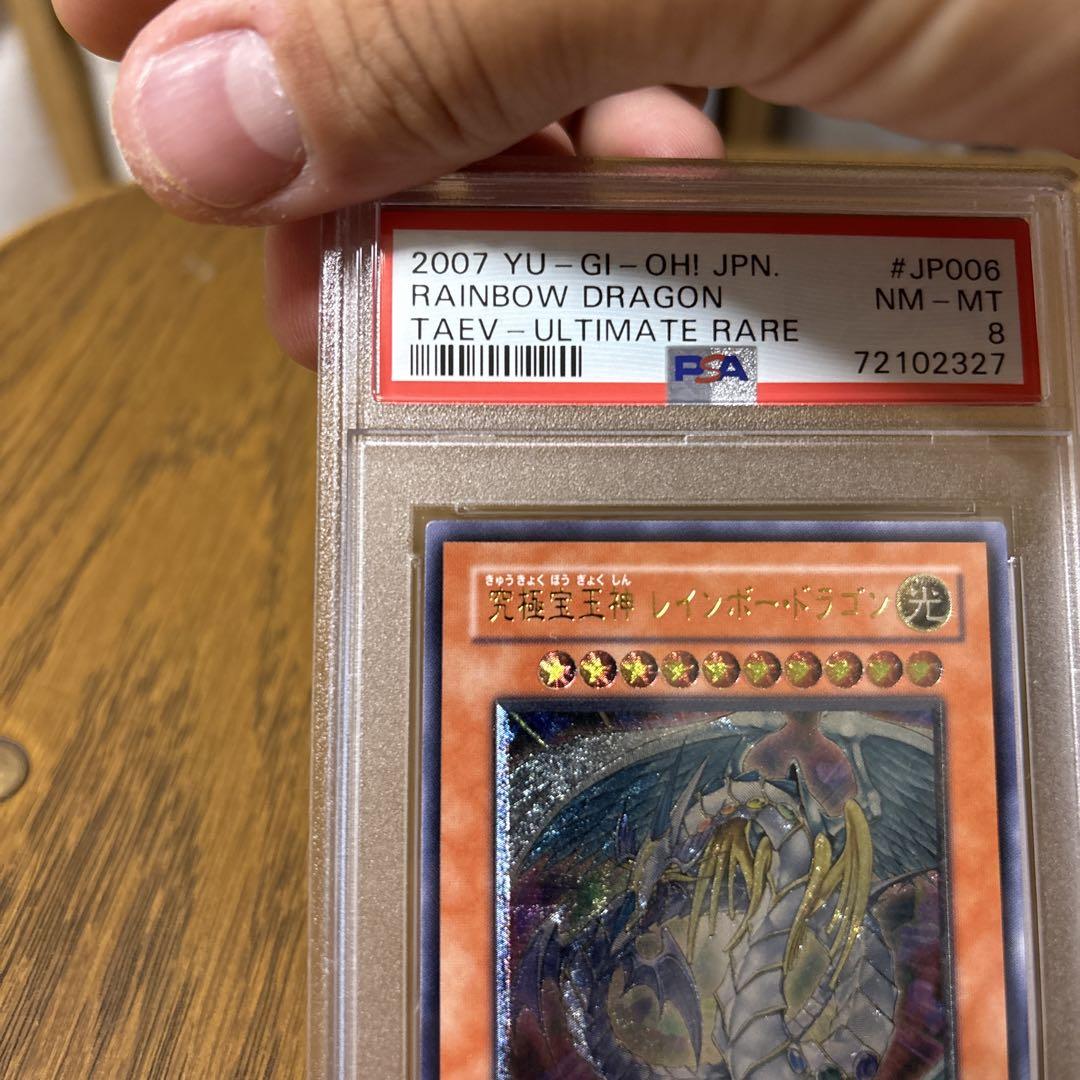 2007 YU-GI-OH! JPN. #JP006
RAINBOW DRAGON NM-MT
TAEV-ULTIMATE RARE 8
PSA 72102327
きゅうきょくほうぎょくしん
究極宝玉神 レインボー・ドラゴン 光